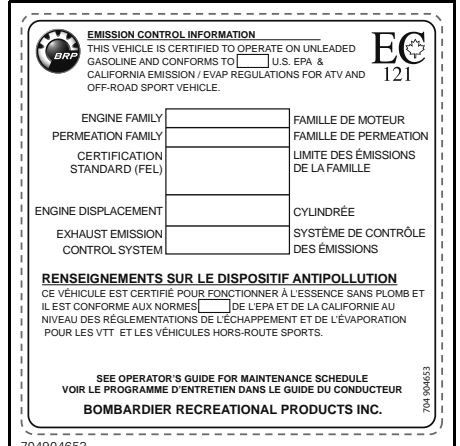 EMISSION CONTROL INFORMATION
THIS VEHICLE IS CERTIFIED TO OPERATE ON UNLEADED
GASOLINE AND CONFORMS TO U.S. EPA &
CALIFORNIA EMISSION / EVAP REGULATIONS FOR ATV AND
OFF-ROAD SPORT VEHICLE.
BRP
EC
121
ENGINE FAMILY FAMILLE DE MOTEUR
PERMEATION FAMILY FAMILLE DE PERMEATION
CERTIFICATION LIMITE DES ÉMISSIONS
STANDARD (FEL) DE LA FAMILLE
ENGINE DISPLACEMENT CYLINDRÉE
EXHAUST EMISSION SYSTÈME DE CONTRÔLE
CONTROL SYSTEM DES ÉMISSIONS
RENSEIGNEMENTS SUR LE DISPOSITIF ANTIPOLLUTION
CE VÉHICULE EST CERTIFIÉ POUR FONCTIONNER À L'ESSENCE SANS PLOMB ET
IL EST CONFORME AUX NORMES DE L'EPA ET DE LA CALIFORNIE AU
NIVEAU DES RÉGLEMENTATIONS DE L'ÉCHAPPEMENT ET DE L'ÉVAPORATION
POUR LES VTT ET LES VÉHICULES HORS-ROUTE SPORTS.
SEE OPERATOR'S GUIDE FOR MAINTENANCE SCHEDULE
VOIR LE PROGRAMME D'ENTRETIEN DANS LE GUIDE DU CONDUCTEUR
BOMBARDIER RECREATIONAL PRODUCTS INC.
704 904653
704904653